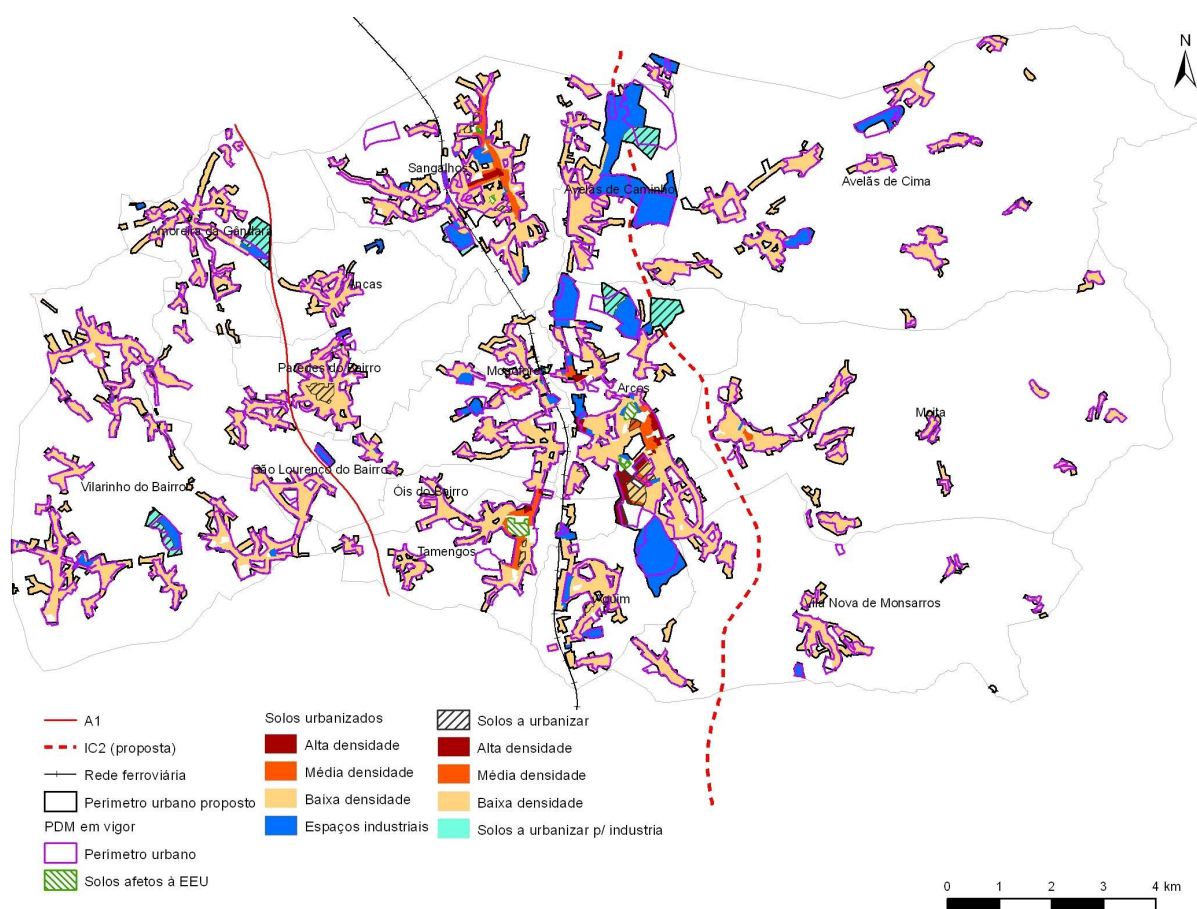 N
Sangalhos
Avelãs de Caminho
Avelãs de Cima
Amoreira da Gândara
Ancas
Paredes do Bairro
Mogofores
Arcos
Moita
São Lourenço do Bairro
Vilarinho do Bairro
Óis do Bairro
Tamengos
Aguim
Vila Nova de Monsarros
A1
IC2 (proposta)
Rede ferroviária
Perimetro urbano proposto
PDM em vigor
Perímetro urbano
Solos afetos à EEU
Solos urbanizados
Alta densidade
Média densidade
Baixa densidade
Espaços industriais
Solos a urbanizar
Alta densidade
Média densidade
Baixa densidade
Solos a urbanizar p/ industria
0 1 2 3 4 km